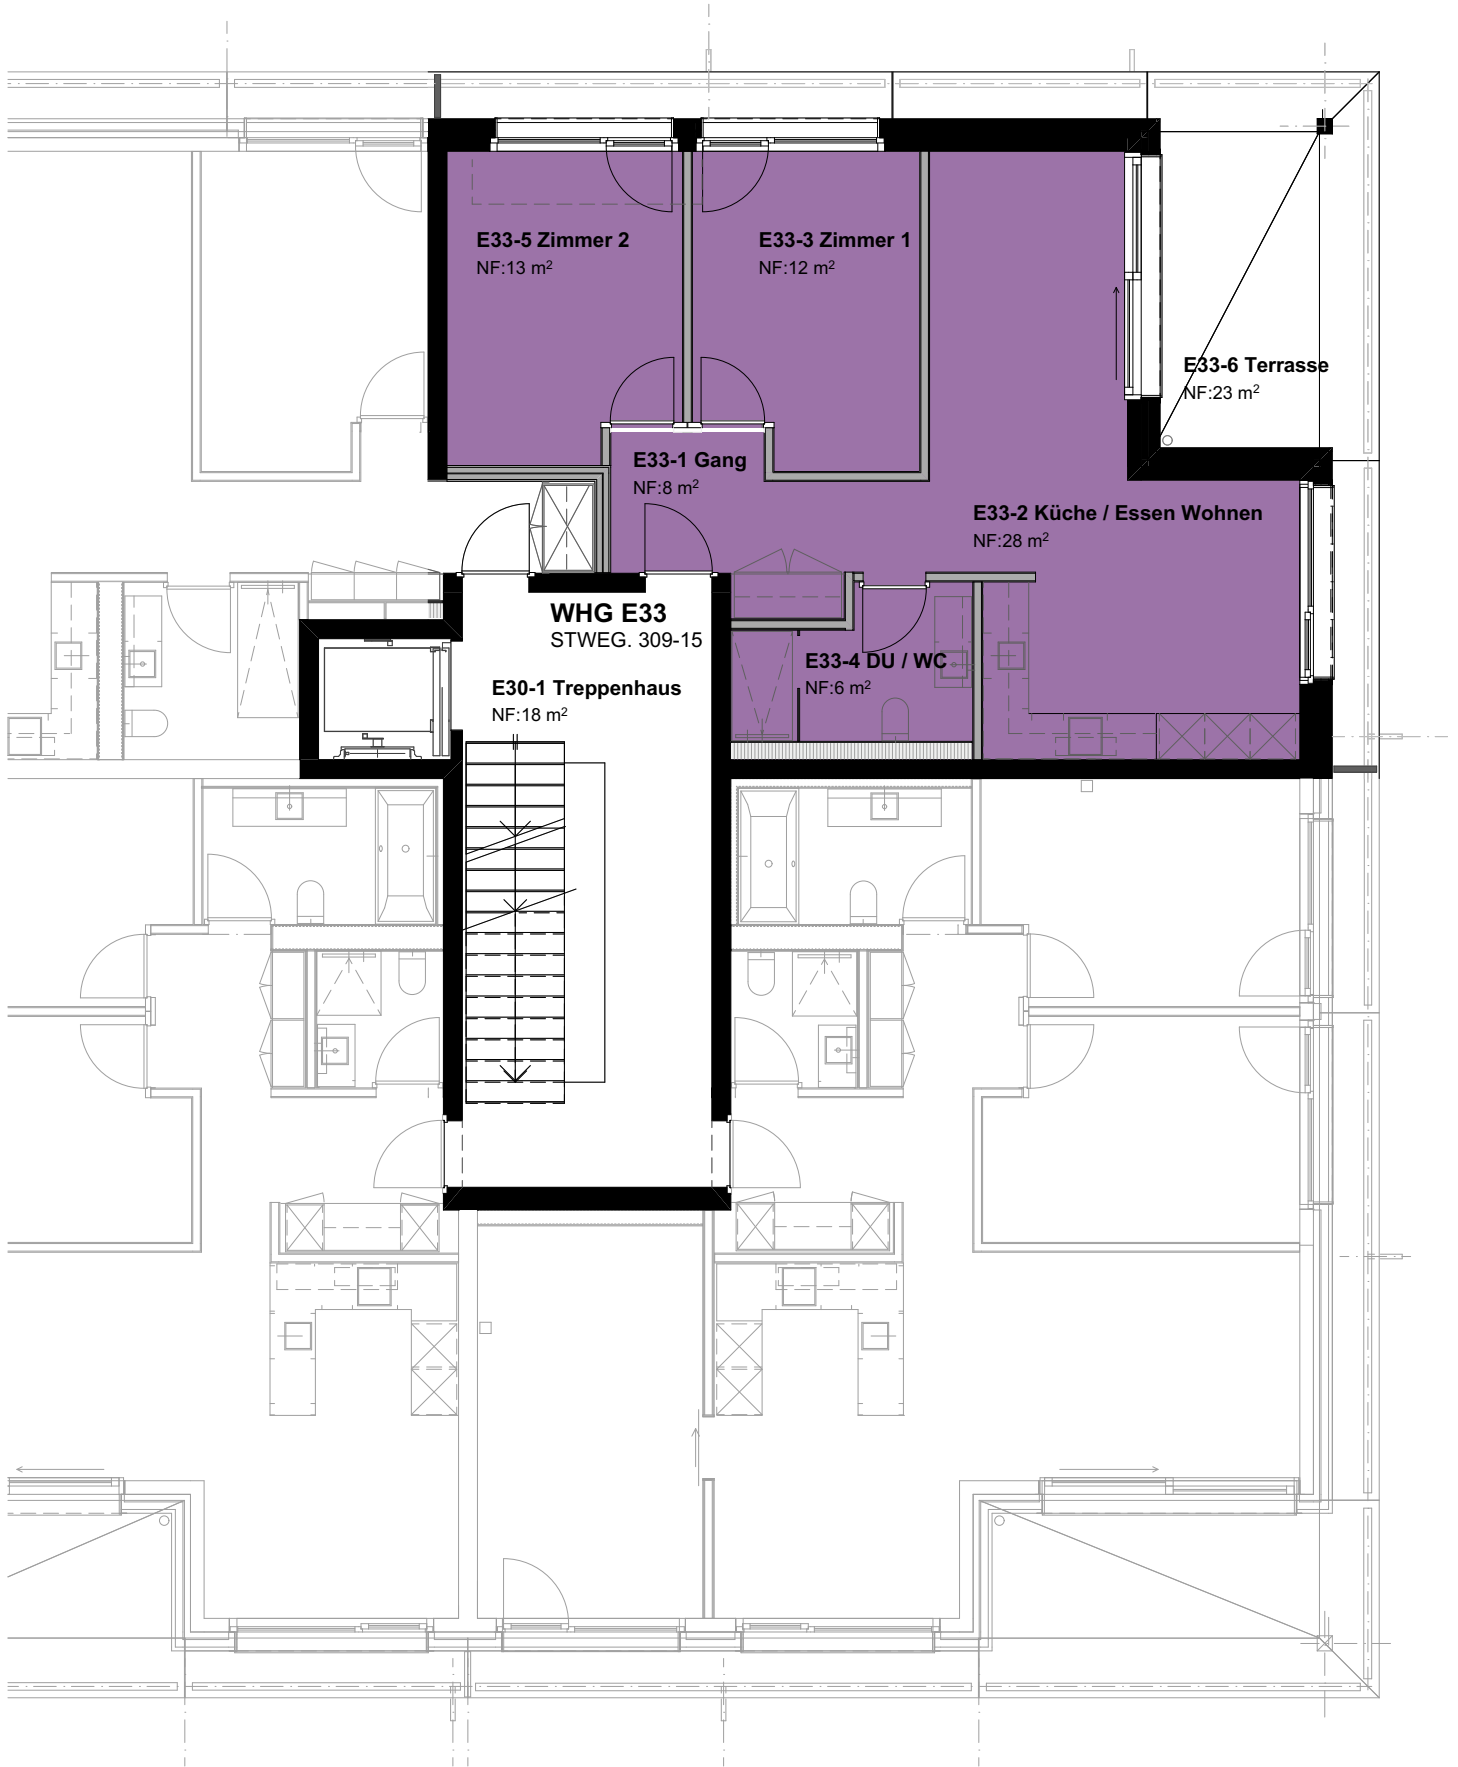 E33-5 Zimmer 2
NF:13 m²
E33-3 Zimmer 1
NF:12 m²
E33-6 Terrasse
NF:23 m²
E33-1 Gang
NF:8 m²
E33-2 Küche / Essen Wohnen
NF:28 m²
WHG E33
STWEG. 309-15
E33-4 DU / WC
NF:6 m²
E30-1 Treppenhaus
NF:18 m²